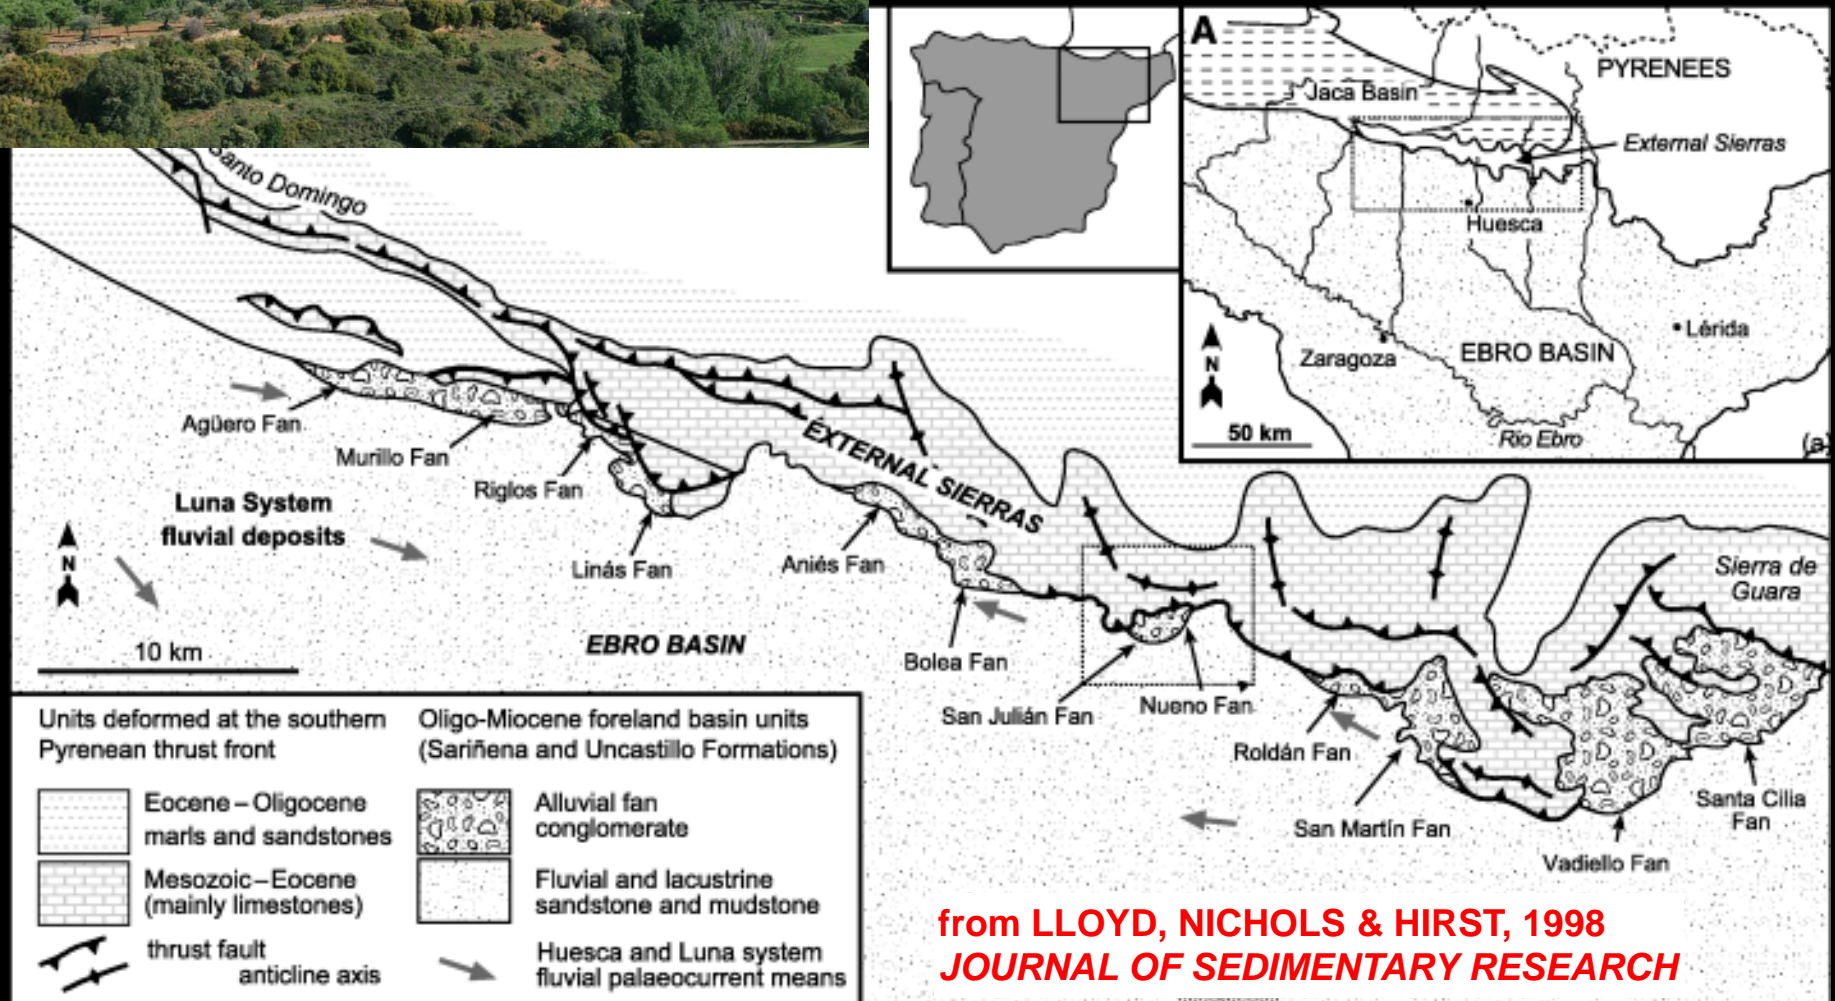 A
PYRENEES
Jaca Basin
External Sierras
Huesca
Lérida
Zaragoza
EBRO BASIN
N
50 km
Rio Ebro
(a)
Santo Domingo
Agüero Fan
Murillo Fan
Riglos Fan
Luna System
fluvial deposits
EXTERNAL SIERRAS
N
Linás Fan
Aniés Fan
Sierra de
Guara
10 km
EBRO BASIN
Bolea Fan
San Julián Fan
Nueno Fan
Roldán Fan
San Martín Fan
Vadiello Fan
Santa Cilia
Fan
Units deformed at the southern
Pyrenean thrust front
Eocene – Oligocene
marls and sandstones
Mesozoic – Eocene
(mainly limestones)
thrust fault
anticline axis
Oligo-Miocene foreland basin units
(Sariñena and Uncastillo Formations)
Alluvial fan
conglomerate
Fluvial and lacustrine
sandstone and mudstone
Huesca and Luna system
fluvial palaeocurrent means
from LLOYD, NICHOLS & HIRST, 1998
JOURNAL OF SEDIMENTARY RESEARCH